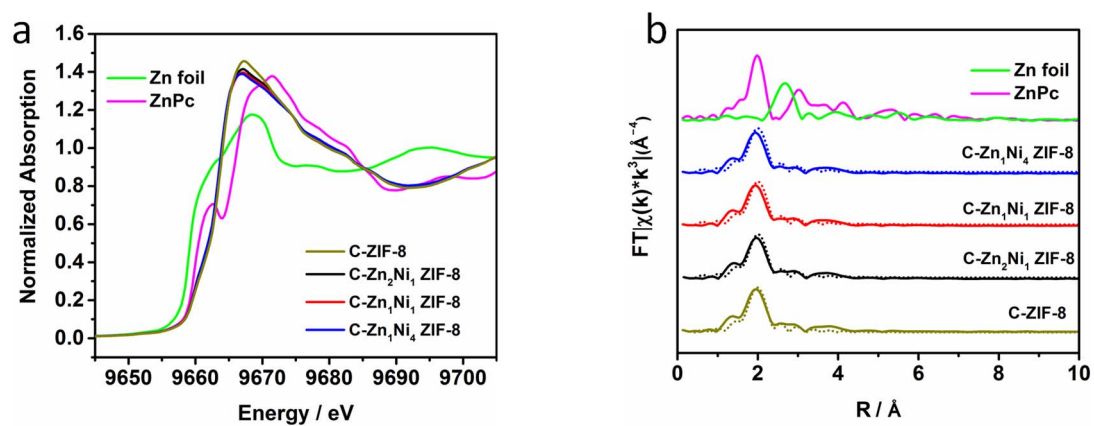 a
Normalized Absorption
1.6
1.4
1.2
1.0
0.8
0.6
0.4
0.2
0.0
Zn foil
ZnPc
C-ZIF-8
C-Zn₂Ni₁ ZIF-8
C-Zn₁Ni₁ ZIF-8
C-Zn₁Ni₄ ZIF-8
9650 9660 9670 9680 9690 9700
Energy / eV
b
FT|χ(k)*k³|(Å⁻⁴)
Zn foil
ZnPc
C-Zn₁Ni₄ ZIF-8
C-Zn₁Ni₁ ZIF-8
C-Zn₂Ni₁ ZIF-8
C-ZIF-8
0 2 4 6 8 10
R / Å